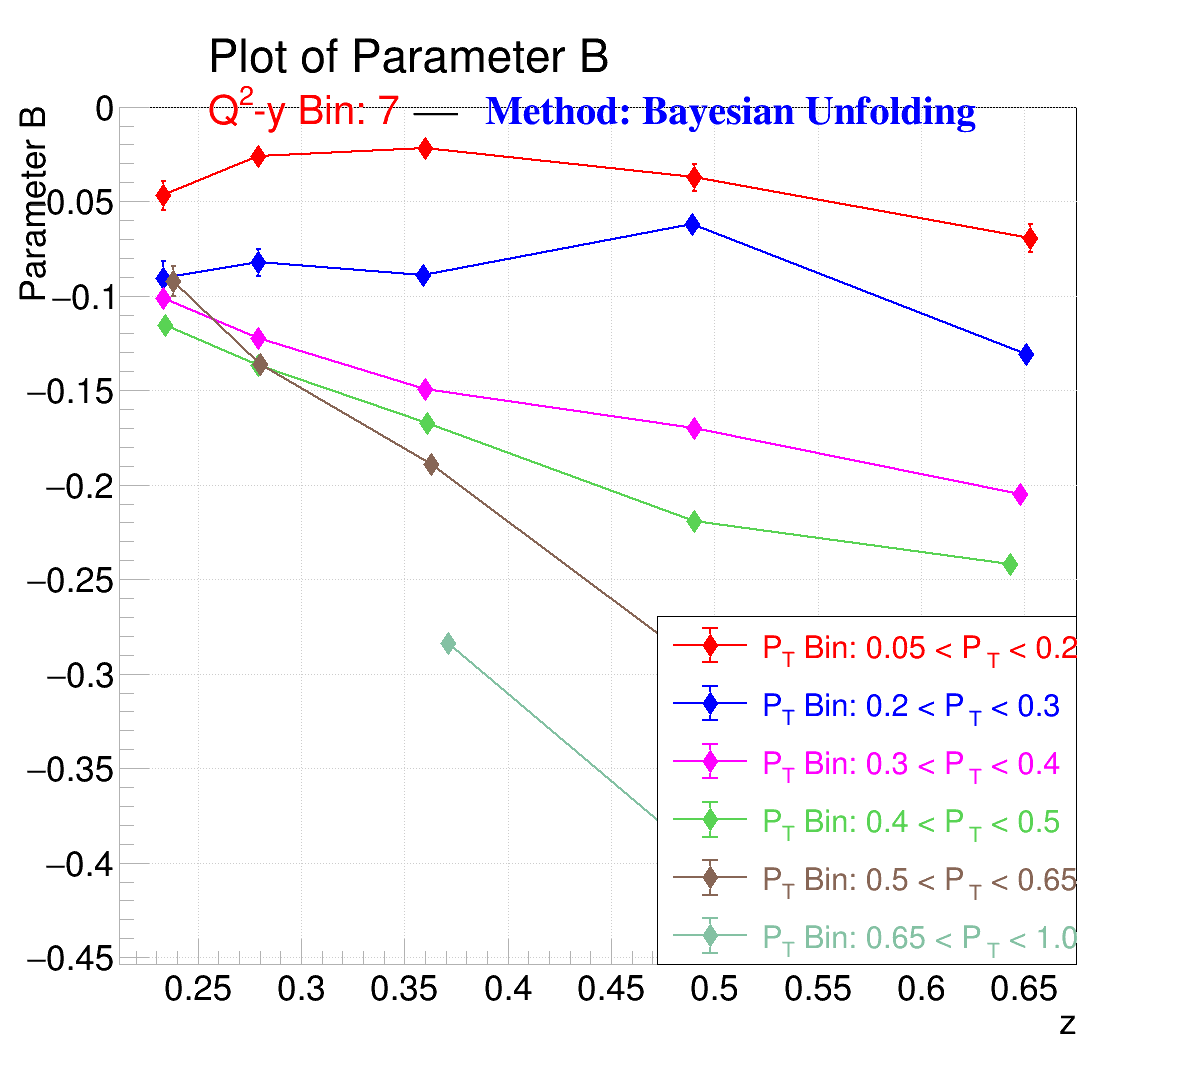 Plot of Parameter B
Q²-y Bin: 7 — Method: Bayesian Unfolding
Parameter B
0
−0.05
−0.1
−0.15
−0.2
−0.25
−0.3
−0.35
−0.4
−0.45
P_T Bin: 0.05 < P_T < 0.2
P_T Bin: 0.2 < P_T < 0.3
P_T Bin: 0.3 < P_T < 0.4
P_T Bin: 0.4 < P_T < 0.5
P_T Bin: 0.5 < P_T < 0.65
P_T Bin: 0.65 < P_T < 1.0
0.25 0.3 0.35 0.4 0.45 0.5 0.55 0.6 0.65
z